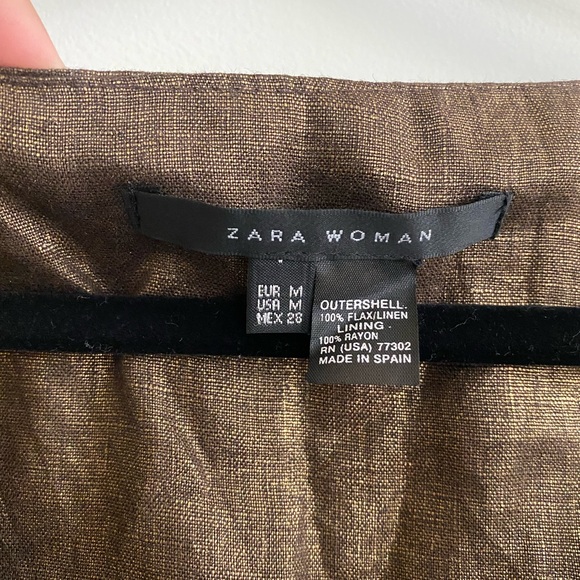 ZARA WOMAN
EUR M
USA M
MEX 28
OUTERSHELL.
100% FLAX/LINEN
LINING.
100% RAYON
RN (USA) 77302
MADE IN SPAIN